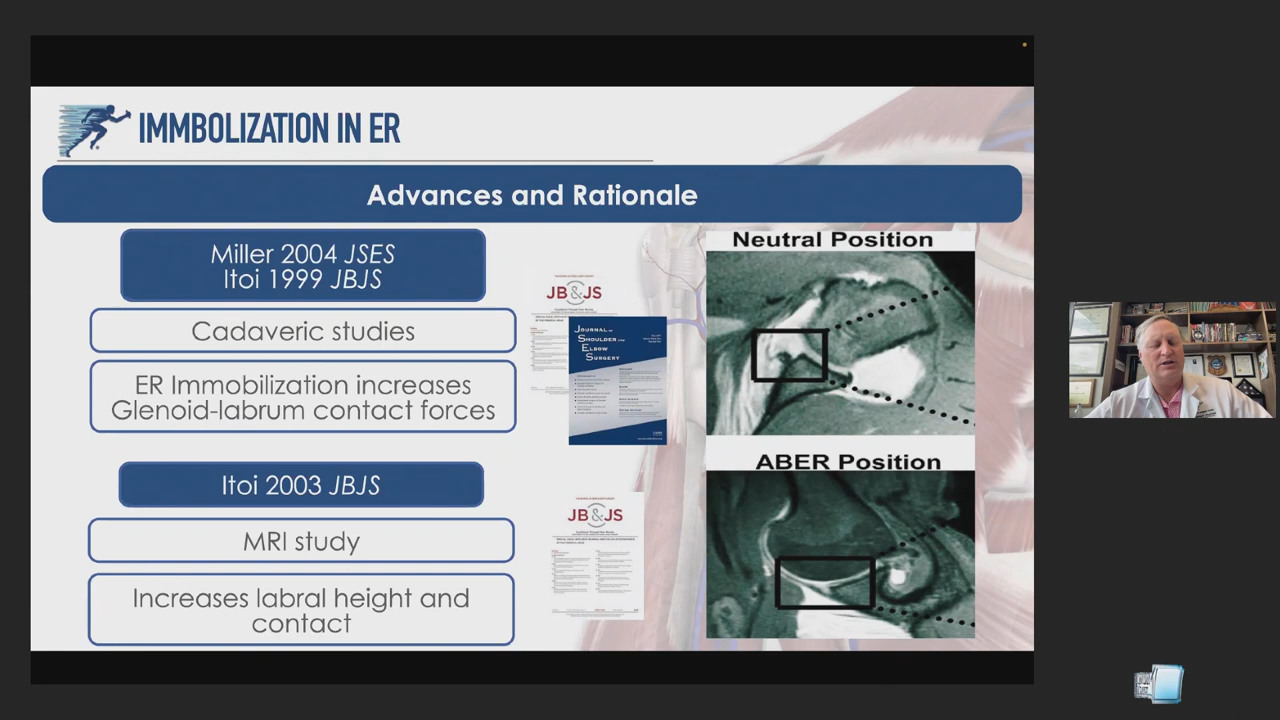 IMMBOLIZATION IN ER
Advances and Rationale
Miller 2004 JSES
Itoi 1999 JBJS
Cadaveric studies
ER Immobilization increases
Glenoid-labrum contact forces
Itoi 2003 JBJS
MRI study
Increases labral height and
contact
JB&JS
JOURNAL OF
SHOULDER AND
ELBOW
SURGERY
JB&JS
Neutral Position
ABER Position